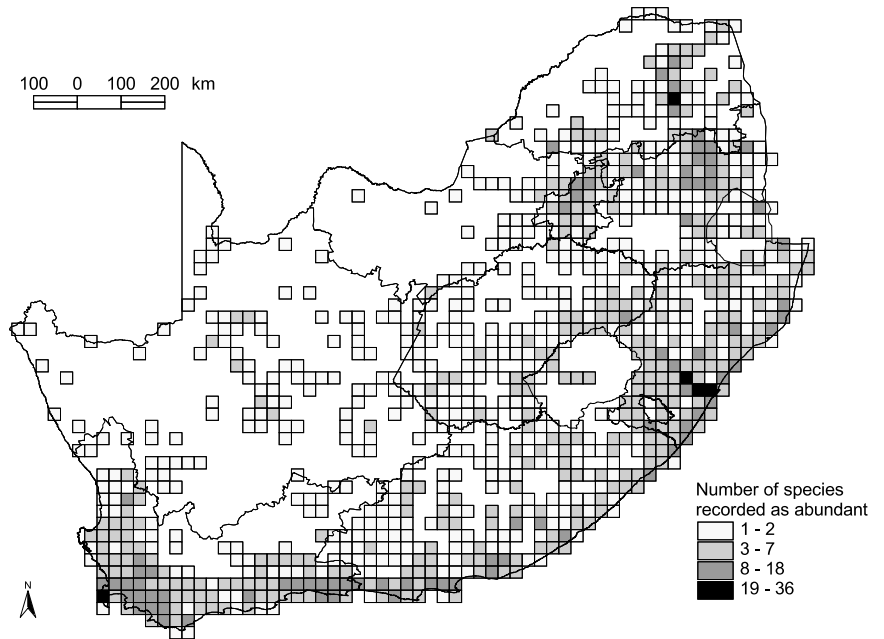 100 0 100 200 km
Number of species
recorded as abundant
1 - 2
3 - 7
8 - 18
19 - 36
N